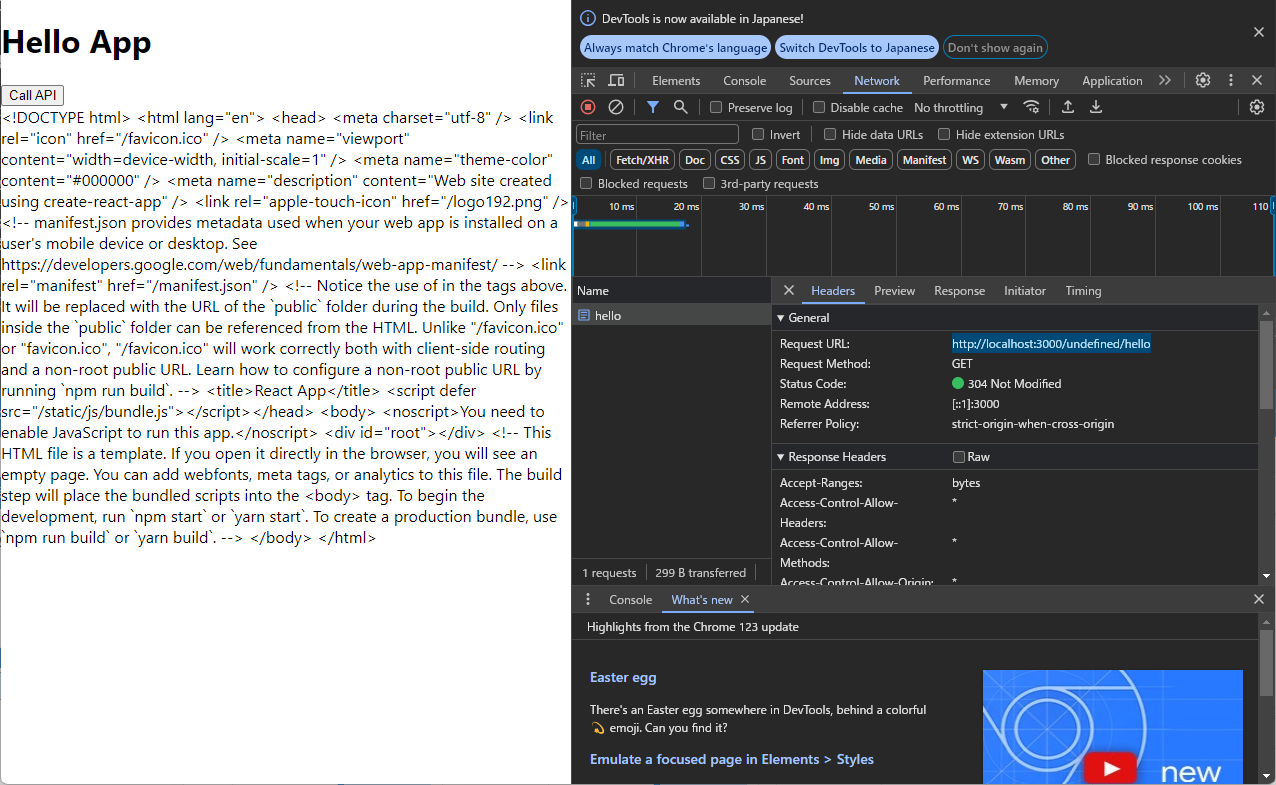 Hello App
Call API
<!DOCTYPE html> <html lang="en"> <head> <meta charset="utf-8" /> <link
rel="icon" href="/favicon.ico" /> <meta name="viewport"
content="width=device-width, initial-scale=1" /> <meta name="theme-color"
content="#000000" /> <meta name="description" content="Web site created
using create-react-app" /> <link rel="apple-touch-icon" href="/logo192.png" />
<!-- manifest.json provides metadata used when your web app is installed on a
user's mobile device or desktop. See
https://developers.google.com/web/fundamentals/web-app-manifest/ --> <link
rel="manifest" href="/manifest.json" /> <!-- Notice the use of in the tags above.
It will be replaced with the URL of the `public` folder during the build. Only files
inside the `public` folder can be referenced from the HTML. Unlike "/favicon.ico"
or "favicon.ico", "/favicon.ico" will work correctly both with client-side routing
and a non-root public URL. Learn how to configure a non-root public URL by
running `npm run build`. --> <title>React App</title> <script defer
src="/static/js/bundle.js"></script></head> <body> <noscript>You need to
enable JavaScript to run this app.</noscript> <div id="root"></div> <!-- This
HTML file is a template. If you open it directly in the browser, you will see an
empty page. You can add webfonts, meta tags, or analytics to this file. The build
step will place the bundled scripts into the <body> tag. To begin the
development, run `npm start` or `yarn start`. To create a production bundle, use
`npm run build` or `yarn build`. --> </body> </html>
DevTools is now available in Japanese!
Always match Chrome's language Switch DevTools to Japanese Don't show again
Elements Console Sources Network Performance Memory Application
Preserve log Disable cache No throttling
Filter Invert Hide data URLs Hide extension URLs
All Fetch/XHR Doc CSS JS Font Img Media Manifest WS Wasm Other Blocked response cookies
Blocked requests 3rd-party requests
10 ms 20 ms 30 ms 40 ms 50 ms 60 ms 70 ms 80 ms 90 ms 100 ms 110
Name
hello
1 requests 299 B transferred
Headers Preview Response Initiator Timing
General
Request URL: http://localhost:3000/undefined/hello
Request Method: GET
Status Code: 304 Not Modified
Remote Address: [::1]:3000
Referrer Policy: strict-origin-when-cross-origin
Response Headers Raw
Accept-Ranges: bytes
Access-Control-Allow- *
Headers:
Access-Control-Allow- *
Methods:
Access-Control-Allow-Origin: *
Console What's new
Highlights from the Chrome 123 update
Easter egg
There's an Easter egg somewhere in DevTools, behind a colorful
💫 emoji. Can you find it?
Emulate a focused page in Elements > Styles
new